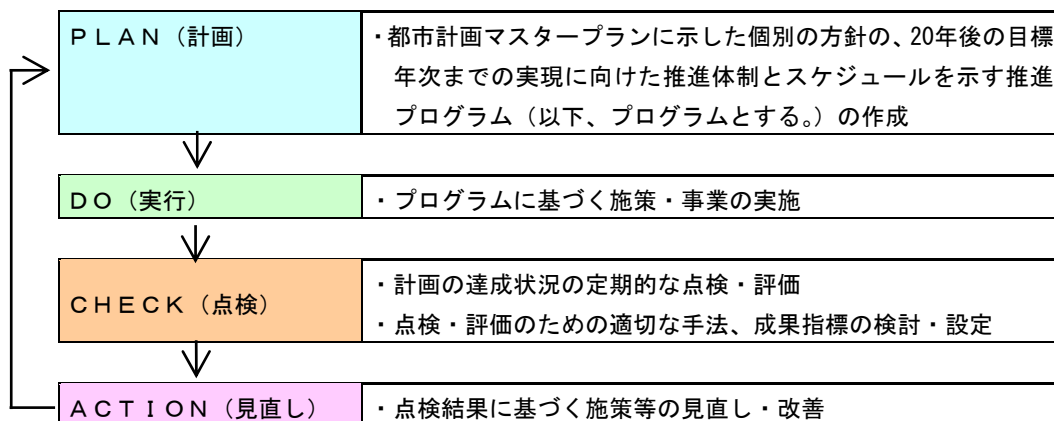 PLAN(計画)
・都市計画マスタープランに示した個別の方針の、20年後の目標
年次までの実現に向けた推進体制とスケジュールを示す推進
プログラム(以下、プログラムとする。)の作成
DO(実行)
・プログラムに基づく施策・事業の実施
CHECK(点検)
・計画の達成状況の定期的な点検・評価
・点検・評価のための適切な手法、成果指標の検討・設定
ACTION(見直し)
・点検結果に基づく施策等の見直し・改善